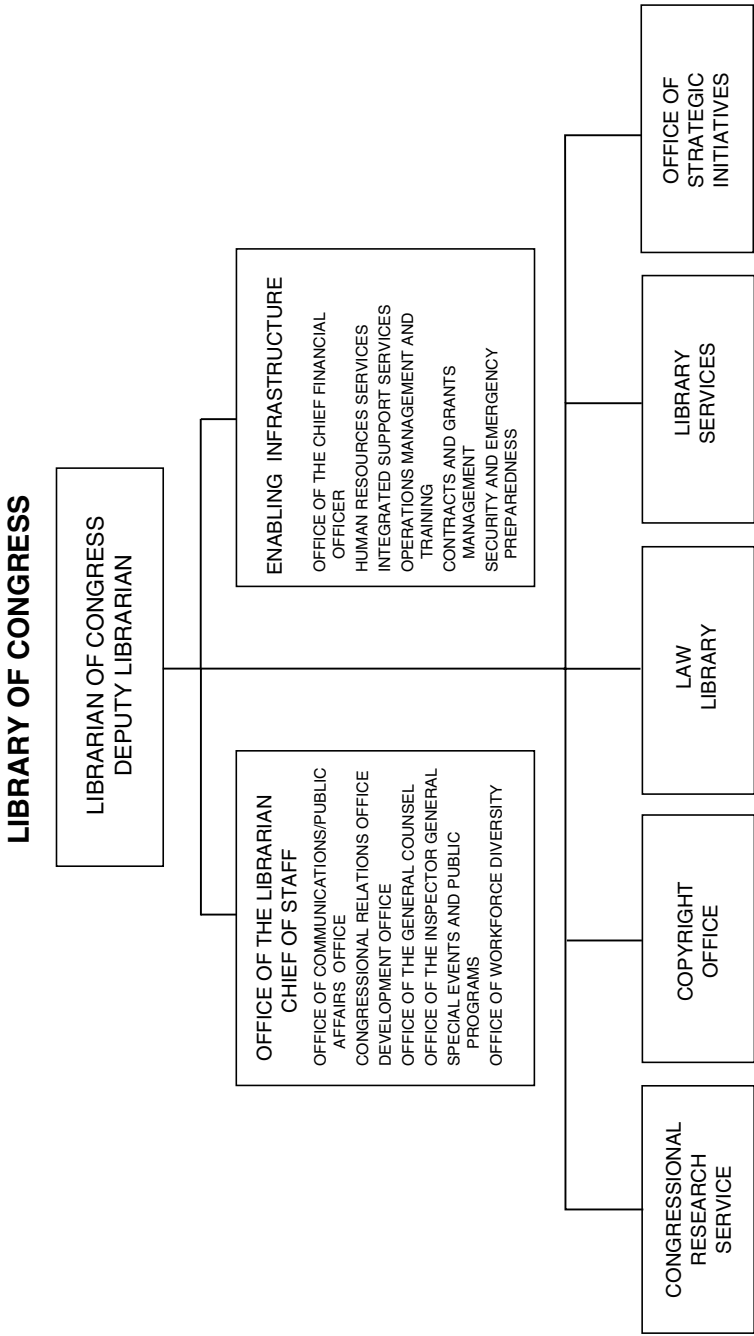 LIBRARY OF CONGRESS
LIBRARIAN OF CONGRESS
DEPUTY LIBRARIAN
OFFICE OF THE LIBRARIAN
CHIEF OF STAFF
OFFICE OF COMMUNICATIONS/PUBLIC
AFFAIRS OFFICE
CONGRESSIONAL RELATIONS OFFICE
DEVELOPMENT OFFICE
OFFICE OF THE GENERAL COUNSEL
OFFICE OF THE INSPECTOR GENERAL
SPECIAL EVENTS AND PUBLIC
PROGRAMS
OFFICE OF WORKFORCE DIVERSITY
ENABLING INFRASTRUCTURE
OFFICE OF THE CHIEF FINANCIAL
OFFICER
HUMAN RESOURCES SERVICES
INTEGRATED SUPPORT SERVICES
OPERATIONS MANAGEMENT AND
TRAINING
CONTRACTS AND GRANTS
MANAGEMENT
SECURITY AND EMERGENCY
PREPAREDNESS
CONGRESSIONAL
RESEARCH
SERVICE
COPYRIGHT
OFFICE
LAW
LIBRARY
LIBRARY
SERVICES
OFFICE OF
STRATEGIC
INITIATIVES